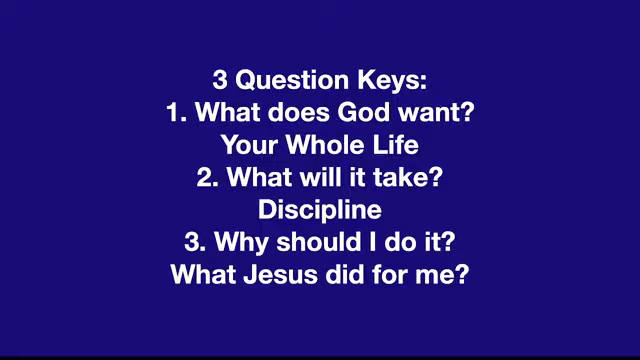 3 Question Keys:
1. What does God want?
Your Whole Life
2. What will it take?
Discipline
3. Why should I do it?
What Jesus did for me?